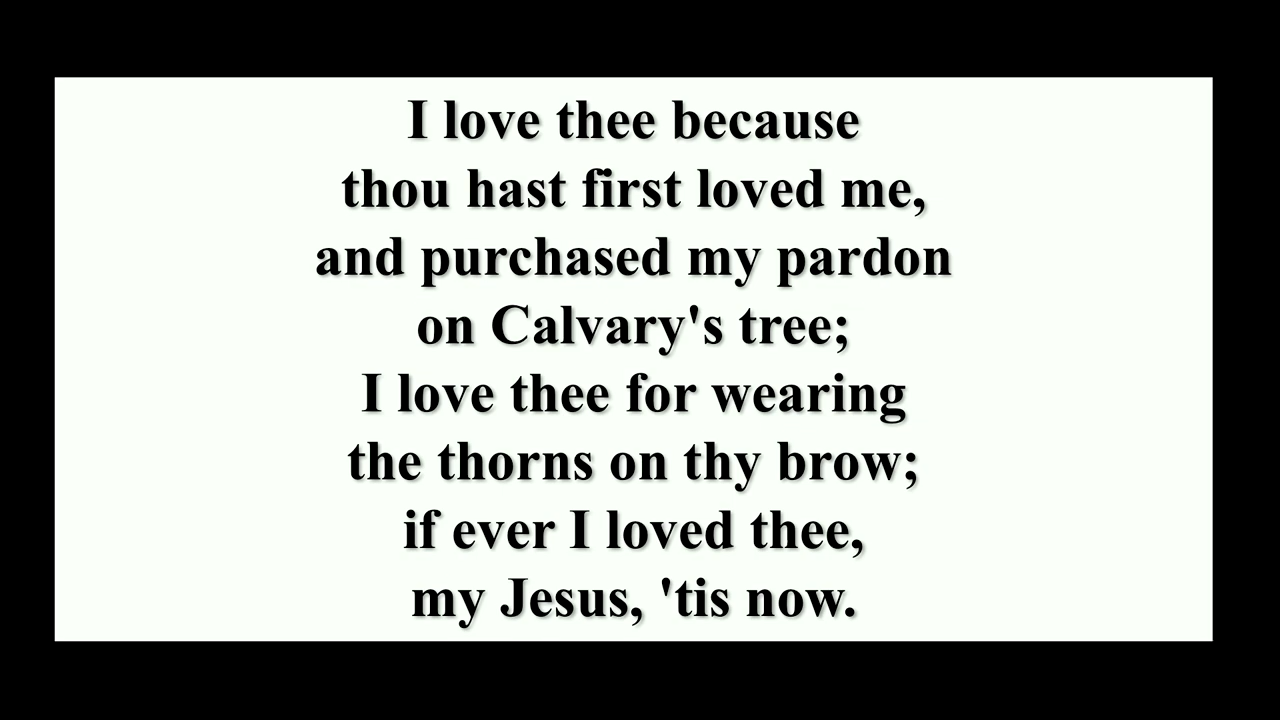 I love thee because
thou hast first loved me,
and purchased my pardon
on Calvary's tree;
I love thee for wearing
the thorns on thy brow;
if ever I loved thee,
my Jesus, 'tis now.